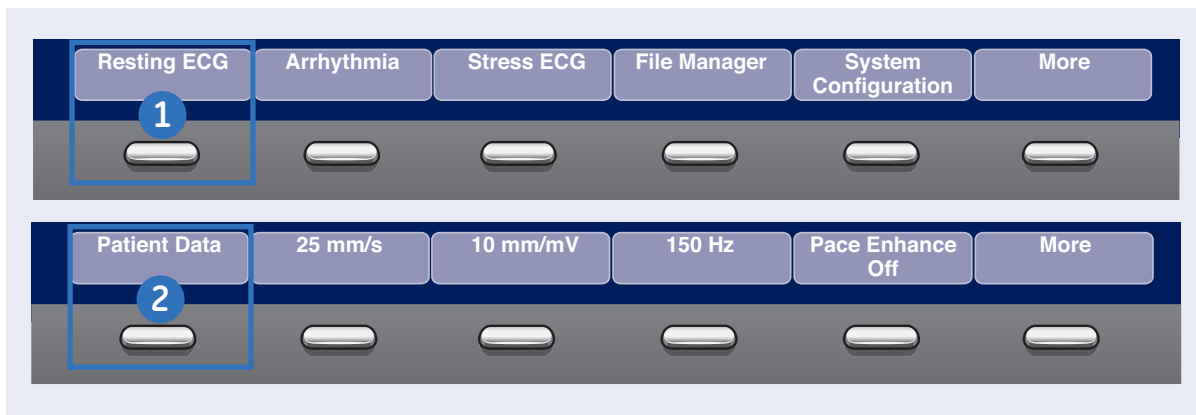 Resting ECG
Arrhythmia
Stress ECG
File Manager
System
Configuration
More
1
Patient Data
25 mm/s
10 mm/mV
150 Hz
Pace Enhance
Off
More
2